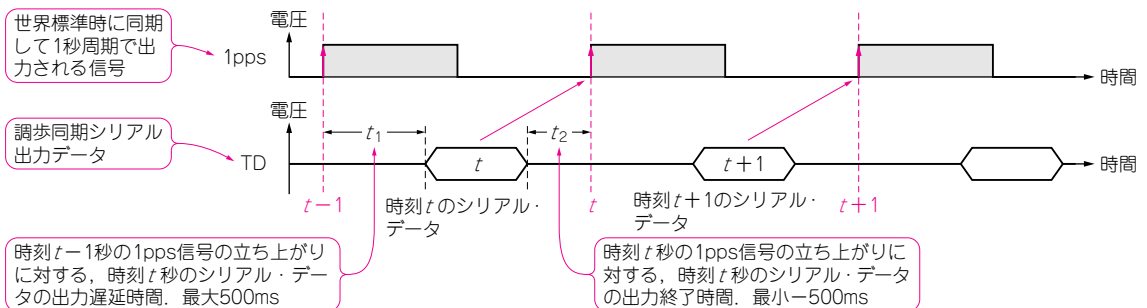 世界標準時に同期
して1秒周期で出
力される信号
電圧
1pps
時間
電圧
調歩同期シリアル
出力データ
TD
t1
t2
t
t+1
時間
t−1
時刻tのシリアル・
データ
t
時刻t+1のシリアル・
データ
t+1
時刻t−1秒の1pps信号の立ち上がり
に対する，時刻t秒のシリアル・デー
タの出力遅延時間．最大500ms
時刻t秒の1pps信号の立ち上がりに
対する，時刻t秒のシリアル・データ
の出力終了時間．最小−500ms